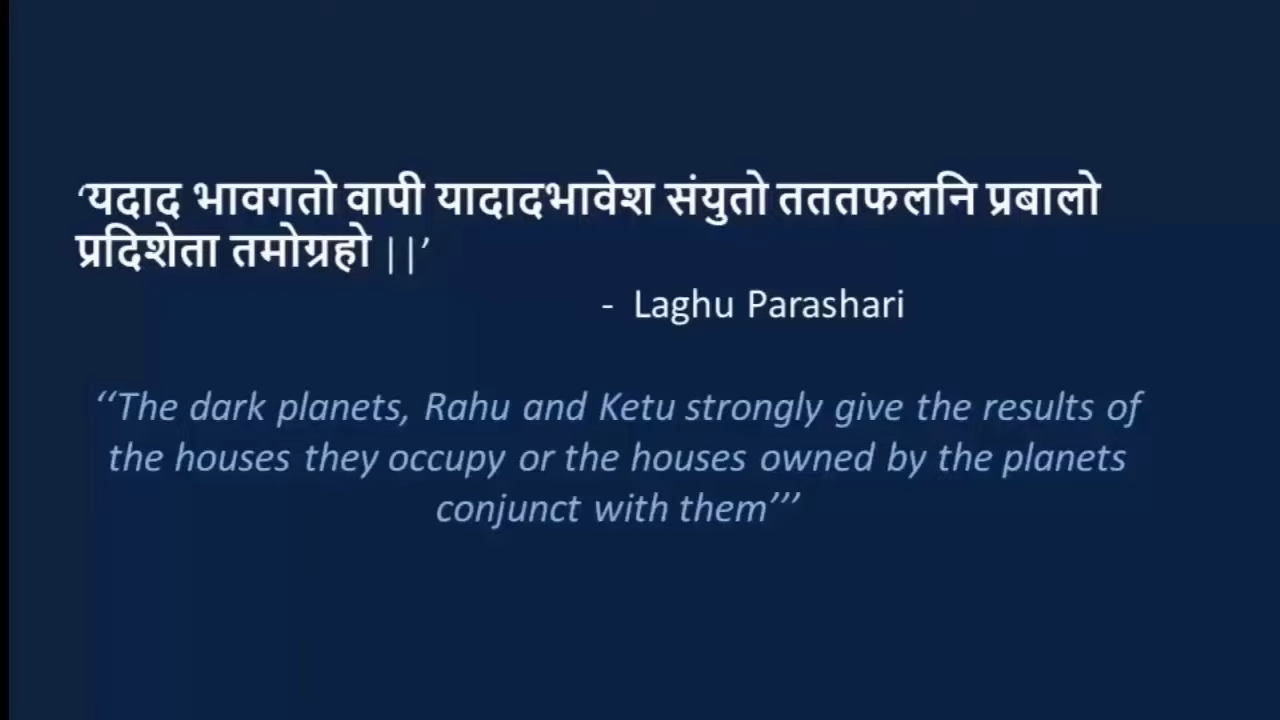 ‘यदाद भावगतो वापी यादादभावेश संयुतो तततफलनि प्रबालो
प्रदिशेता तमोग्रहो ||’
- Laghu Parashari
‘‘The dark planets, Rahu and Ketu strongly give the results of
the houses they occupy or the houses owned by the planets
conjunct with them’’’